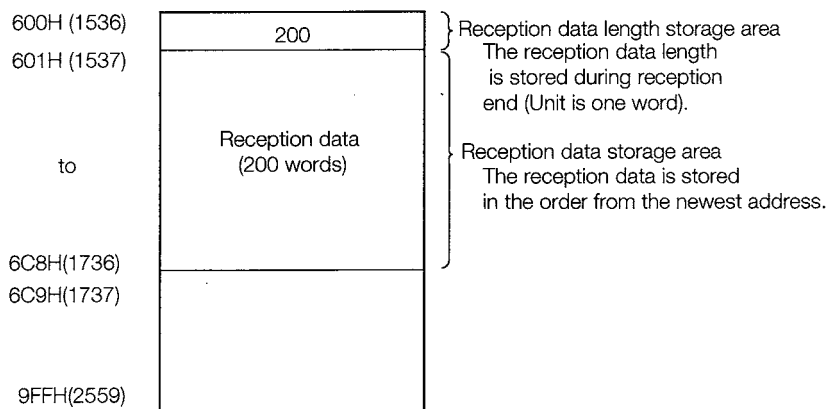 600H (1536)
200
Reception data length storage area
601H (1537)
The reception data length
is stored during reception
end (Unit is one word).
Reception data
(200 words)
to
Reception data storage area
The reception data is stored
in the order from the newest address.
6C8H(1736)
6C9H(1737)
9FFH(2559)